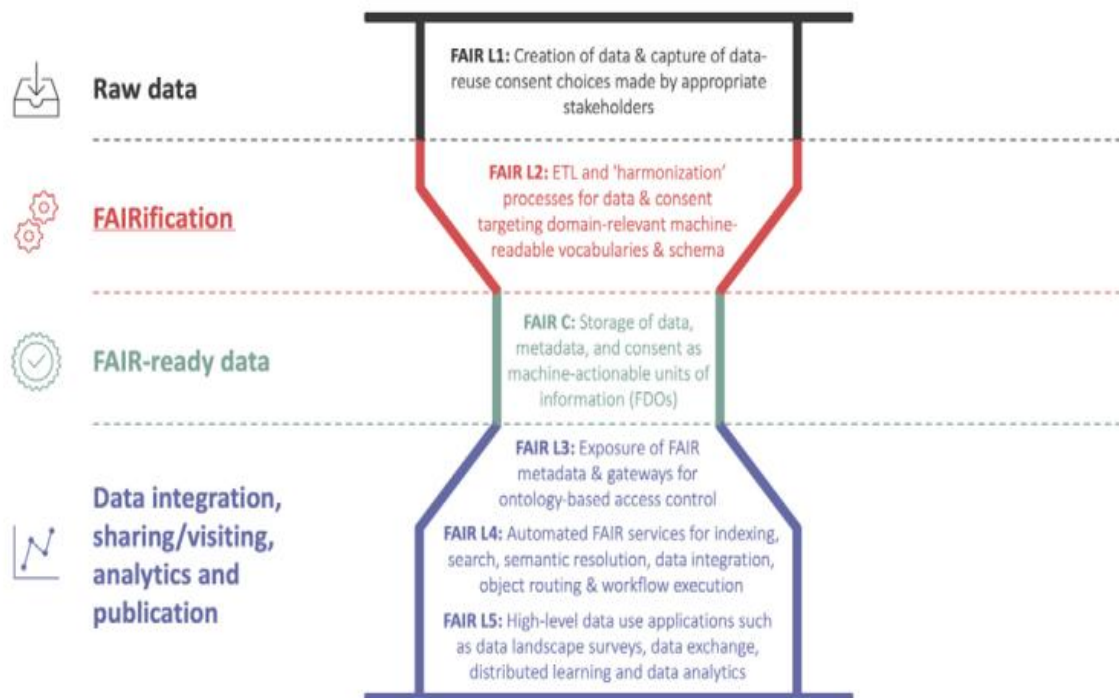 Raw data
FAIR L1: Creation of data & capture of data-
reuse consent choices made by appropriate
stakeholders
FAIRification
FAIR L2: ETL and ‘harmonization’
processes for data & consent
targeting domain-relevant machine-
readable vocabularies & schema
FAIR-ready data
FAIR C: Storage of data,
metadata, and consent as
machine-actionable units of
information (FDOs)
Data integration,
sharing/visiting,
analytics and
publication
FAIR L3: Exposure of FAIR
metadata & gateways for
ontology-based access control
FAIR L4: Automated FAIR services for indexing,
search, semantic resolution, data integration,
object routing & workflow execution
FAIR L5: High-level data use applications such
as data landscape surveys, data exchange,
distributed learning and data analytics